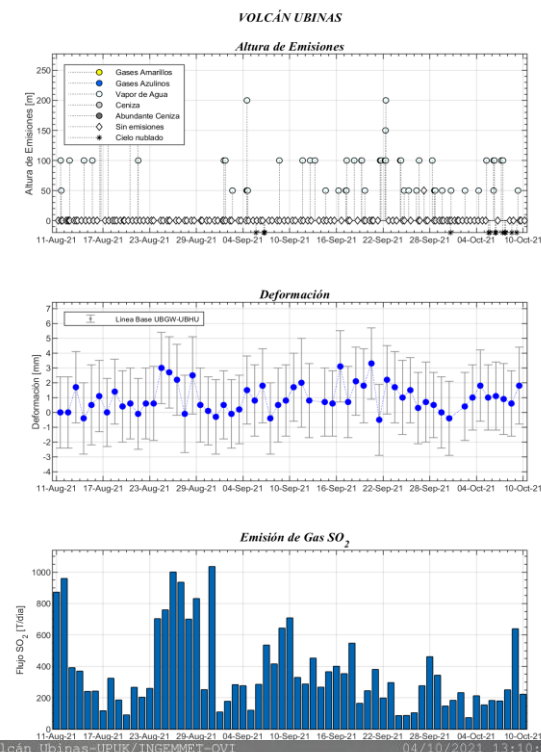 VOLCÁN UBINAS
Altura de Emisiones
Altura de Emisiones [m]
250
200
150
100
50
0
Gases Amarillos
Gases Azulinos
Vapor de Agua
Ceniza
Abundante Ceniza
Sin emisiones
Cielo nublado
11-Aug-21 17-Aug-21 23-Aug-21 29-Aug-21 04-Sep-21 10-Sep-21 16-Sep-21 22-Sep-21 28-Sep-21 04-Oct-21 10-Oct-21
Deformación
Deformación [mm]
7
6
5
4
3
2
1
0
-1
-2
-3
-4
Linea Base UBGW-UBHU
11-Aug-21 17-Aug-21 23-Aug-21 29-Aug-21 04-Sep-21 10-Sep-21 16-Sep-21 22-Sep-21 28-Sep-21 04-Oct-21 10-Oct-21
Emisión de Gas SO2
Flujo SO2 [T/dia]
1000
800
600
400
200
0
11-Aug-21 17-Aug-21 23-Aug-21 29-Aug-21 04-Sep-21 10-Sep-21 16-Sep-21 22-Sep-21 28-Sep-21 04-Oct-21 10-Oct-21
lcán Ubinas-UPUK/INGEMMET-OVI 04/10/2021 13:10: